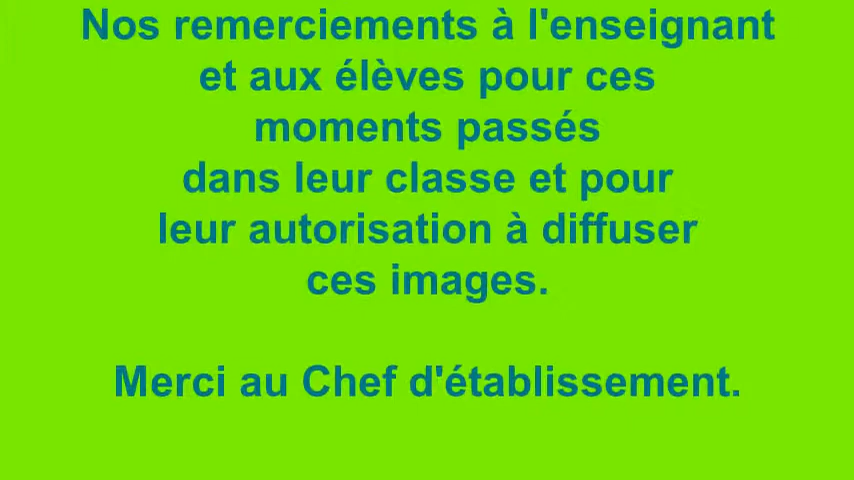 Nos remerciements à l'enseignant
et aux élèves pour ces
moments passés
dans leur classe et pour
leur autorisation à diffuser
ces images.
Merci au Chef d'établissement.